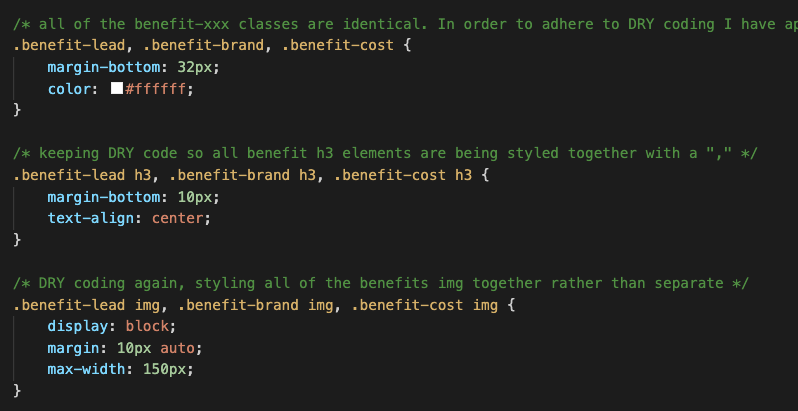 /* all of the benefit-xxx classes are identical. In order to adhere to DRY coding I have ap
.benefit-lead, .benefit-brand, .benefit-cost {
    margin-bottom: 32px;
    color: #ffffff;
}
/* keeping DRY code so all benefit h3 elements are being styled together with a "," */
.benefit-lead h3, .benefit-brand h3, .benefit-cost h3 {
    margin-bottom: 10px;
    text-align: center;
}
/* DRY coding again, styling all of the benefits img together rather than separate */
.benefit-lead img, .benefit-brand img, .benefit-cost img {
    display: block;
    margin: 10px auto;
    max-width: 150px;
}